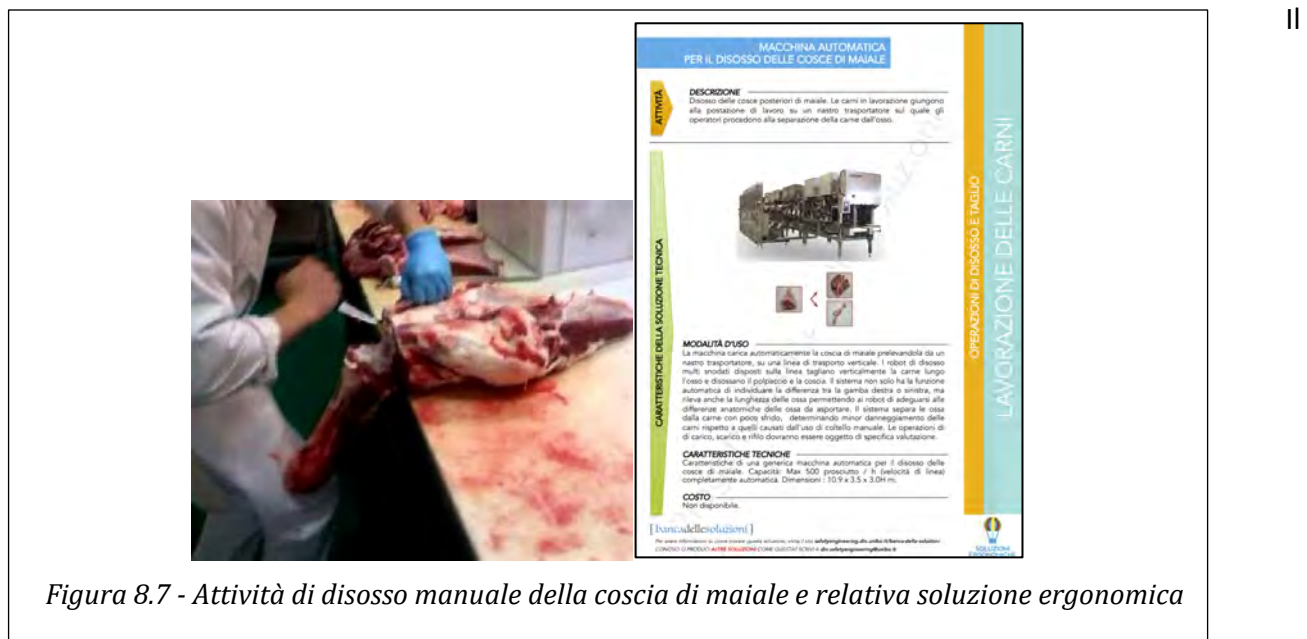 Il
MACCHINA AUTOMATICA
PER IL DISOSSO DELLE COSCE DI MAIALE
ATTIVITÀ
DESCRIZIONE
Disosso delle cosce posteriori di maiale. Le carni in lavorazione giungono
alla postazione di lavoro su un nastro trasportatore sul quale gli
operatori procedono alla separazione della carne dall'osso.
CARATTERISTICHE DELLA SOLUZIONE TECNICA
MODALITÀ D'USO
La macchina carica automaticamente la coscia di maiale prelevandola da un
nastro trasportatore, su una linea di trasporto verticale. I robot di disosso
multi snodati disposti sulla linea tagliano verticalmente la carne lungo
l'osso e disossano il polpaccio e la coscia. Il sistema non solo ha la funzione
automatica di individuare la differenza tra la gamba destra o sinistra, ma
rileva anche la lunghezza delle ossa permettendo ai robot di adeguarsi alle
differenze anatomiche delle ossa da asportare. Il sistema separa le ossa
dalla carne con poco sfrido, determinando minor danneggiamento delle
carni rispetto a quelli causati dall'uso di coltello manuale. Le operazioni di
di carico, scarico e rifilo dovranno essere oggetto di specifica valutazione.
CARATTERISTICHE TECNICHE
Caratteristiche di una generica macchina automatica per il disosso delle
cosce di maiale. Capacità: Max 500 prosciutto / h (velocità di linea)
completamente automatica. Dimensioni : 10.9 x 3.5 x 3.0H m.
COSTO
Non disponibile.
[bancadellesoluzioni]
OPERAZIONI DI DISOSSO E TAGLIO
LAVORAZIONE DELLE CARNI
SOLUZIONI
ERGONOMICHE
Figura 8.7 - Attività di disosso manuale della coscia di maiale e relativa soluzione ergonomica